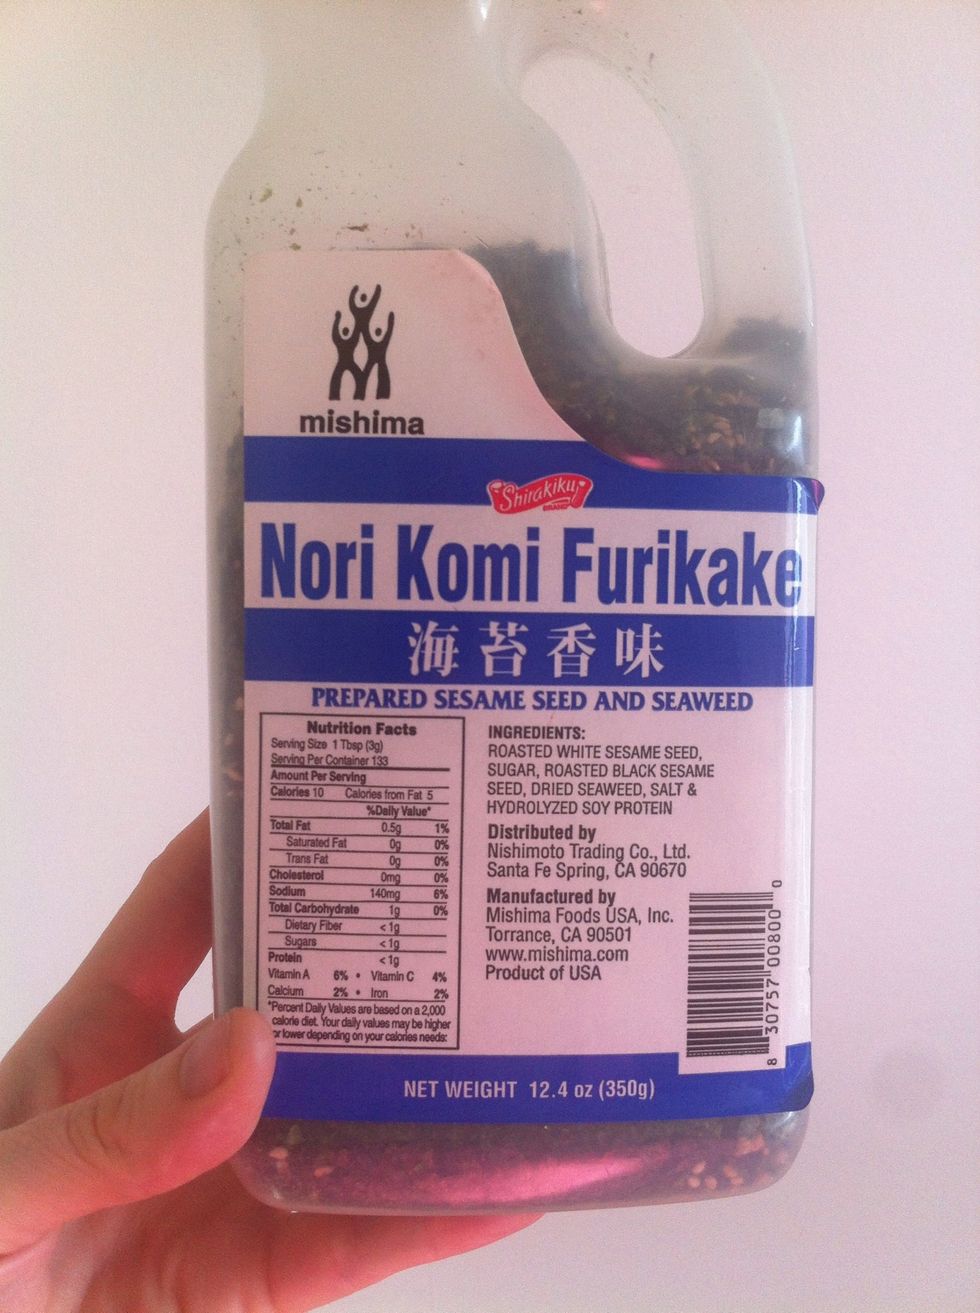 mishima
Shirakiku
BRAND
Nori Komi Furikake
海苔香味
PREPARED SESAME SEED AND SEAWEED
Nutrition Facts
Serving Size 1 Tbsp (3g)
Serving Per Container 133
Amount Per Serving
Calories 10 Calories from Fat 5
%Daily Value*
Total Fat 0.5g 1%
Saturated Fat 0g 0%
Trans Fat 0g 0%
Cholesterol 0mg 0%
Sodium 140mg 6%
Total Carbohydrate 1g 0%
Dietary Fiber <1g
Sugars <1g
Protein <1g
Vitamin A 6% • Vitamin C 4%
Calcium 2% • Iron 2%
*Percent Daily Values are based on a 2,000
calorie diet. Your daily values may be higher
or lower depending on your calories needs:
INGREDIENTS:
ROASTED WHITE SESAME SEED,
SUGAR, ROASTED BLACK SESAME
SEED, DRIED SEAWEED, SALT &
HYDROLYZED SOY PROTEIN
Distributed by
Nishimoto Trading Co., Ltd.
Santa Fe Spring, CA 90670
Manufactured by
Mishima Foods USA, Inc.
Torrance, CA 90501
www.mishima.com
Product of USA
8 30757 00800 0
NET WEIGHT 12.4 oz (350g)